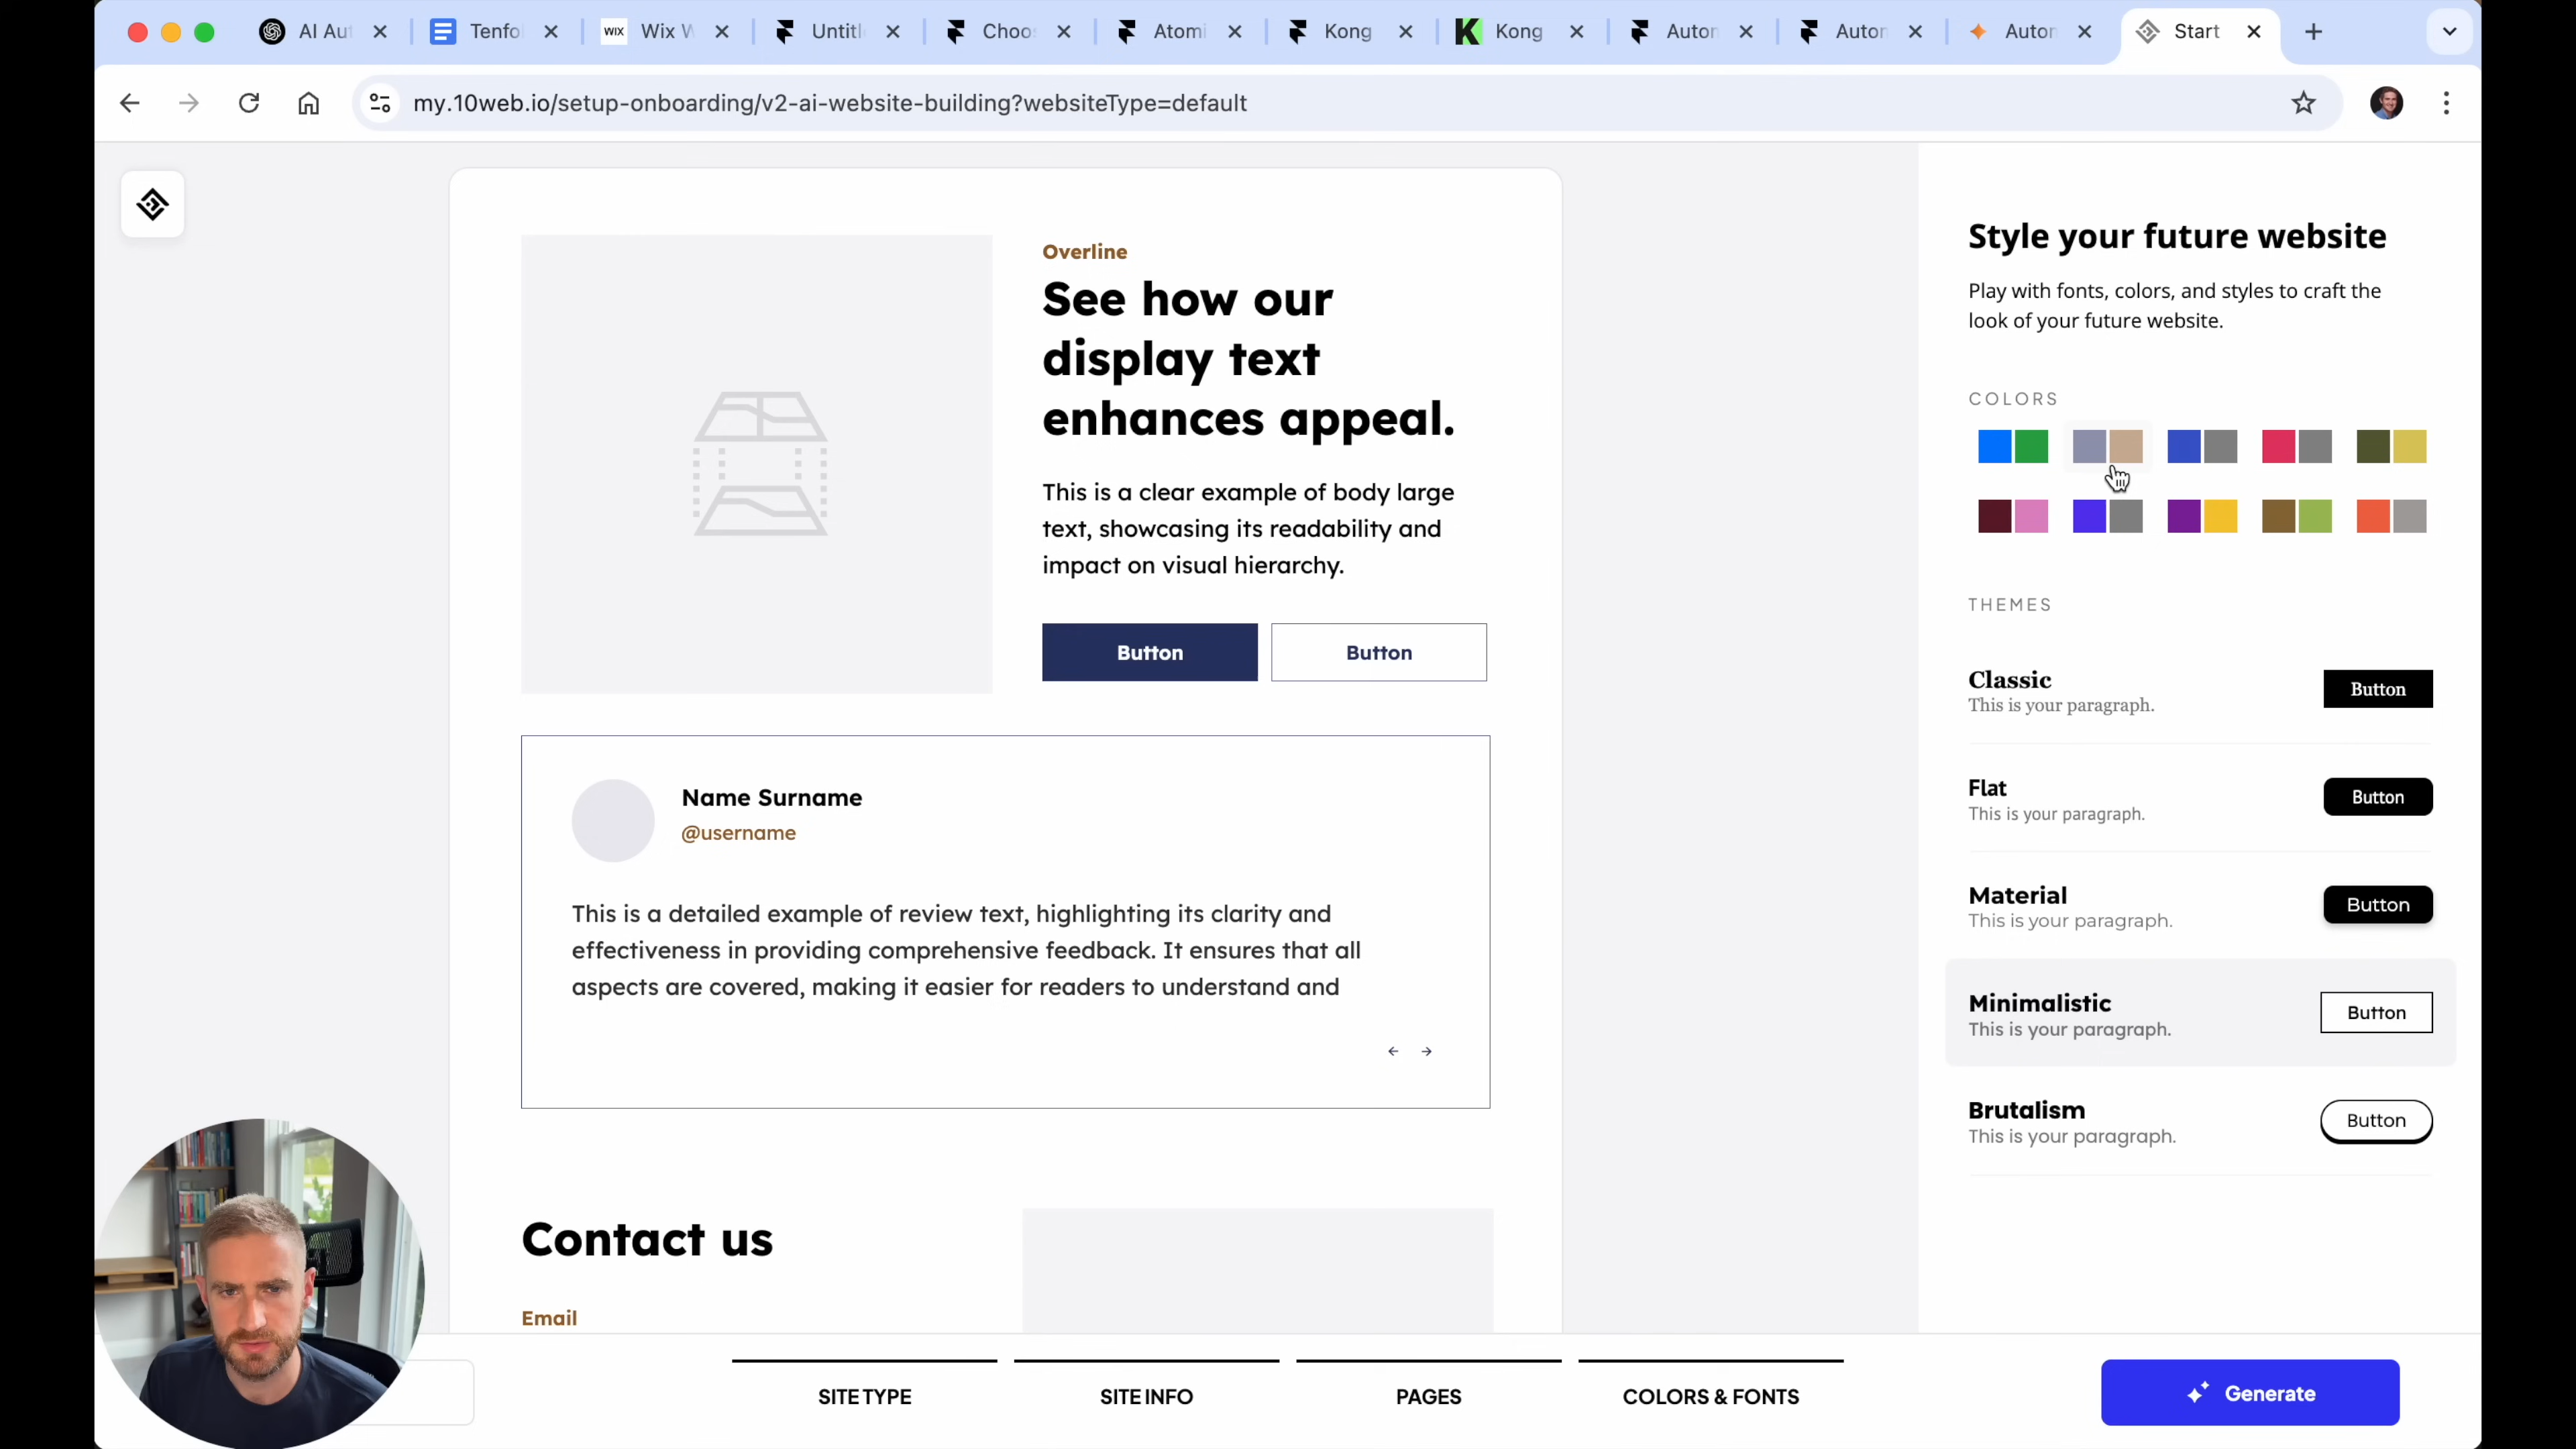 AI Aut
Tenfo
WIX
Wix W
Untitl
Choos
Atomi
Kong
K
Kong
Autor
Autor
Autor
Start
my.10web.io/setup-onboarding/v2-ai-website-building?websiteType=default
Overline
See how our
display text
enhances appeal.
This is a clear example of body large
text, showcasing its readability and
impact on visual hierarchy.
Button
Button
Name Surname
@username
This is a detailed example of review text, highlighting its clarity and
effectiveness in providing comprehensive feedback. It ensures that all
aspects are covered, making it easier for readers to understand and
Contact us
Email
Style your future website
Play with fonts, colors, and styles to craft the
look of your future website.
COLORS
THEMES
Classic
This is your paragraph.
Button
Flat
This is your paragraph.
Button
Material
This is your paragraph.
Button
Minimalistic
This is your paragraph.
Button
Brutalism
This is your paragraph.
Button
SITE TYPE
SITE INFO
PAGES
COLORS & FONTS
Generate